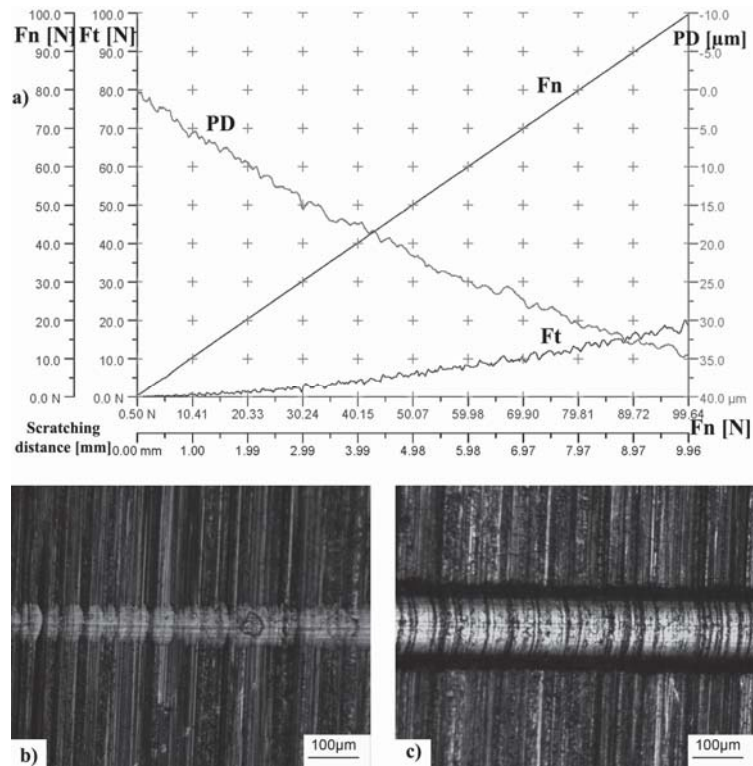 Fn [N] Ft [N] PD [µm]
100.0 100.0 -10.0
90.0 90.0 -5.0
a) 80.0 80.0 Fn 0.0
70.0 70.0 PD 5.0
60.0 60.0 10.0
50.0 50.0 15.0
40.0 40.0 20.0
30.0 30.0 25.0
20.0 20.0 Ft 30.0
10.0 10.0 35.0
0.0 N 0.0 N 40.0 µm
0.50 N 10.41 20.33 30.24 40.15 50.07 59.98 69.90 79.81 89.72 99.64
Fn [N]
Scratching
distance [mm]
0.00 mm 1.00 1.99 2.99 3.99 4.98 5.98 6.97 7.97 8.97 9.96
b) 100µm
c) 100µm